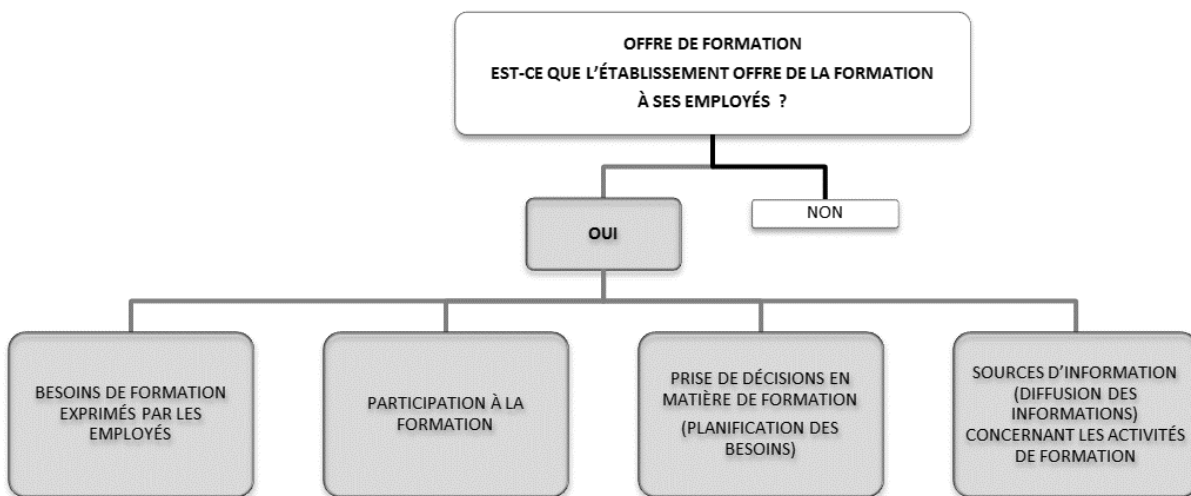 OFFRE DE FORMATION
EST-CE QUE L'ÉTABLISSEMENT OFFRE DE LA FORMATION
À SES EMPLOYÉS ?
NON
OUI
BESOINS DE FORMATION
EXPRIMÉS PAR LES
EMPLOYÉS
PARTICIPATION À LA
FORMATION
PRISE DE DÉCISIONS EN
MATIÈRE DE FORMATION
(PLANIFICATION DES
BESOINS)
SOURCES D'INFORMATION
(DIFFUSION DES
INFORMATIONS)
CONCERNANT LES ACTIVITÉS
DE FORMATION